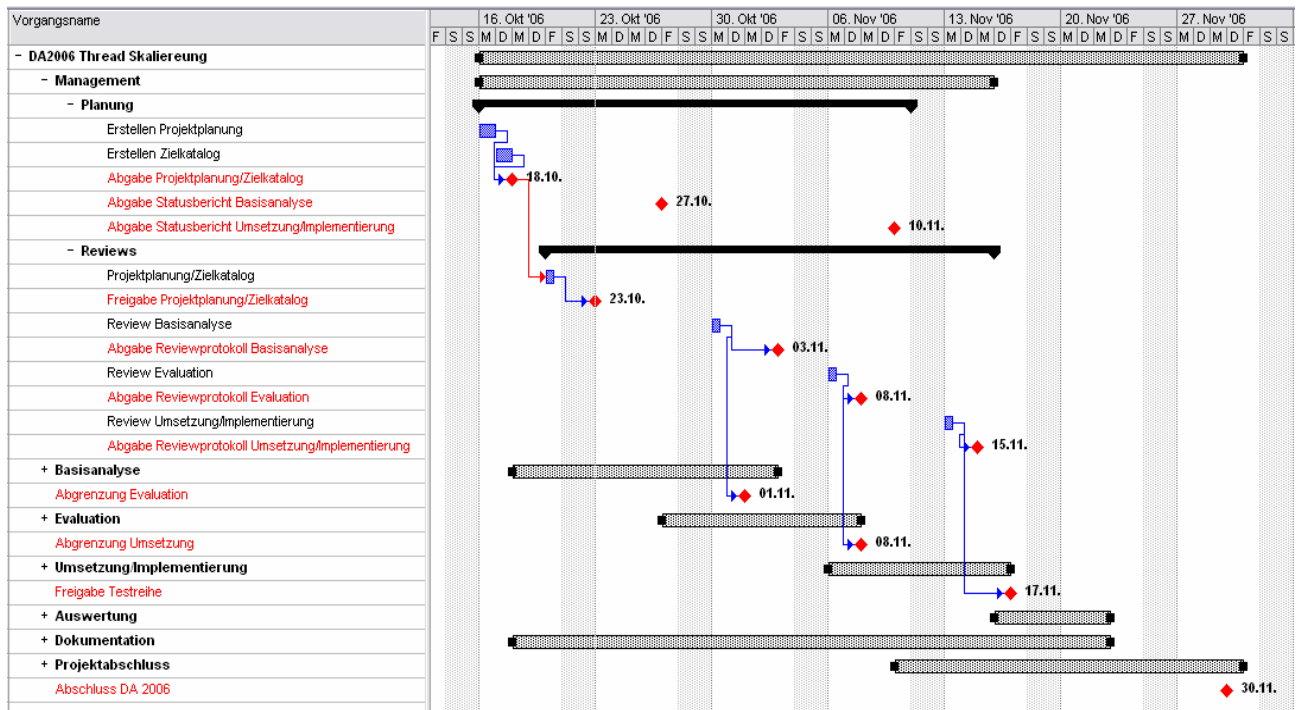 Vorgangsname
16. Okt '06 23. Okt '06 30. Okt '06 06. Nov '06 13. Nov '06 20. Nov '06 27. Nov '06
F S S M D M D F S S M D M D F S S M D M D F S S M D M D F S S M D M D F S S M D M D F S S M D M D F S S
- DA2006 Thread Skaliereung
- Management
- Planung
Erstellen Projektplanung
Erstellen Zielkatalog
Abgabe Projektplanung/Zielkatalog 18.10.
Abgabe Statusbericht Basisanalyse 27.10.
Abgabe Statusbericht Umsetzung/Implementierung 10.11.
- Reviews
Projektplanung/Zielkatalog
Freigabe Projektplanung/Zielkatalog 23.10.
Review Basisanalyse
Abgabe Reviewprotokoll Basisanalyse 03.11.
Review Evaluation
Abgabe Reviewprotokoll Evaluation 08.11.
Review Umsetzung/Implementierung
Abgabe Reviewprotokoll Umsetzung/Implementierung 15.11.
+ Basisanalyse
Abgrenzung Evaluation 01.11.
+ Evaluation
Abgrenzung Umsetzung 08.11.
+ Umsetzung/Implementierung
Freigabe Testreihe 17.11.
+ Auswertung
+ Dokumentation
+ Projektabschluss
Abschluss DA 2006 30.11.